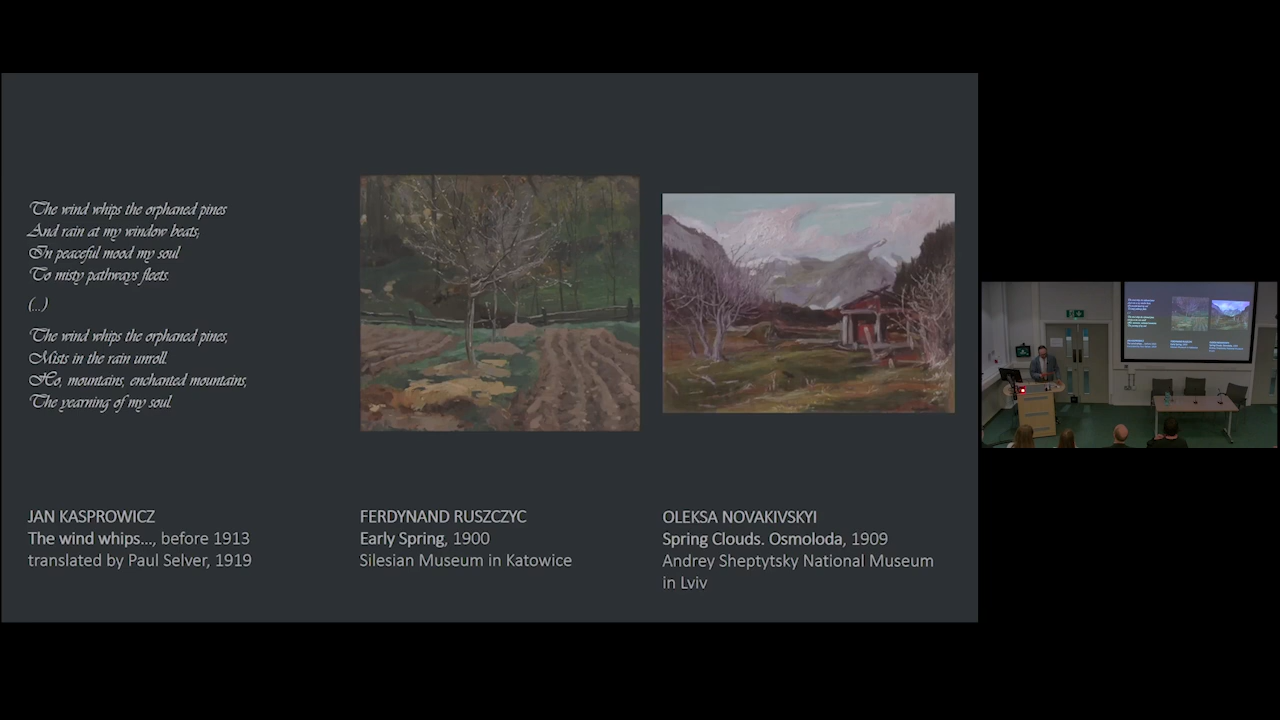 The wind whips the orphaned pines
And rain at my window beats,
In peaceful mood my soul
To misty pathways fleets.
(...)
The wind whips the orphaned pines,
Mists in the rain unroll.
Ho, mountains, enchanted mountains,
The yearning of my soul.
JAN KASPROWICZ
The wind whips..., before 1913
translated by Paul Selver, 1919
FERDYNAND RUSZCZYC
Early Spring, 1900
Silesian Museum in Katowice
OLEKSA NOVAKIVSKYI
Spring Clouds. Osmoloda, 1909
Andrey Sheptytsky National Museum
in Lviv